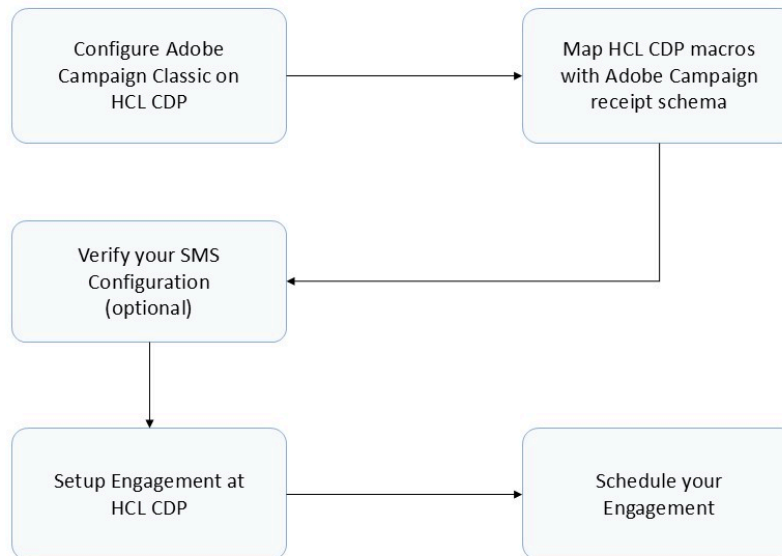 Configure Adobe
Campaign Classic on
HCL CDP
Map HCL CDP macros
with Adobe Campaign
receipt schema
Verify your SMS
Configuration
(optional)
Setup Engagement at
HCL CDP
Schedule your
Engagement